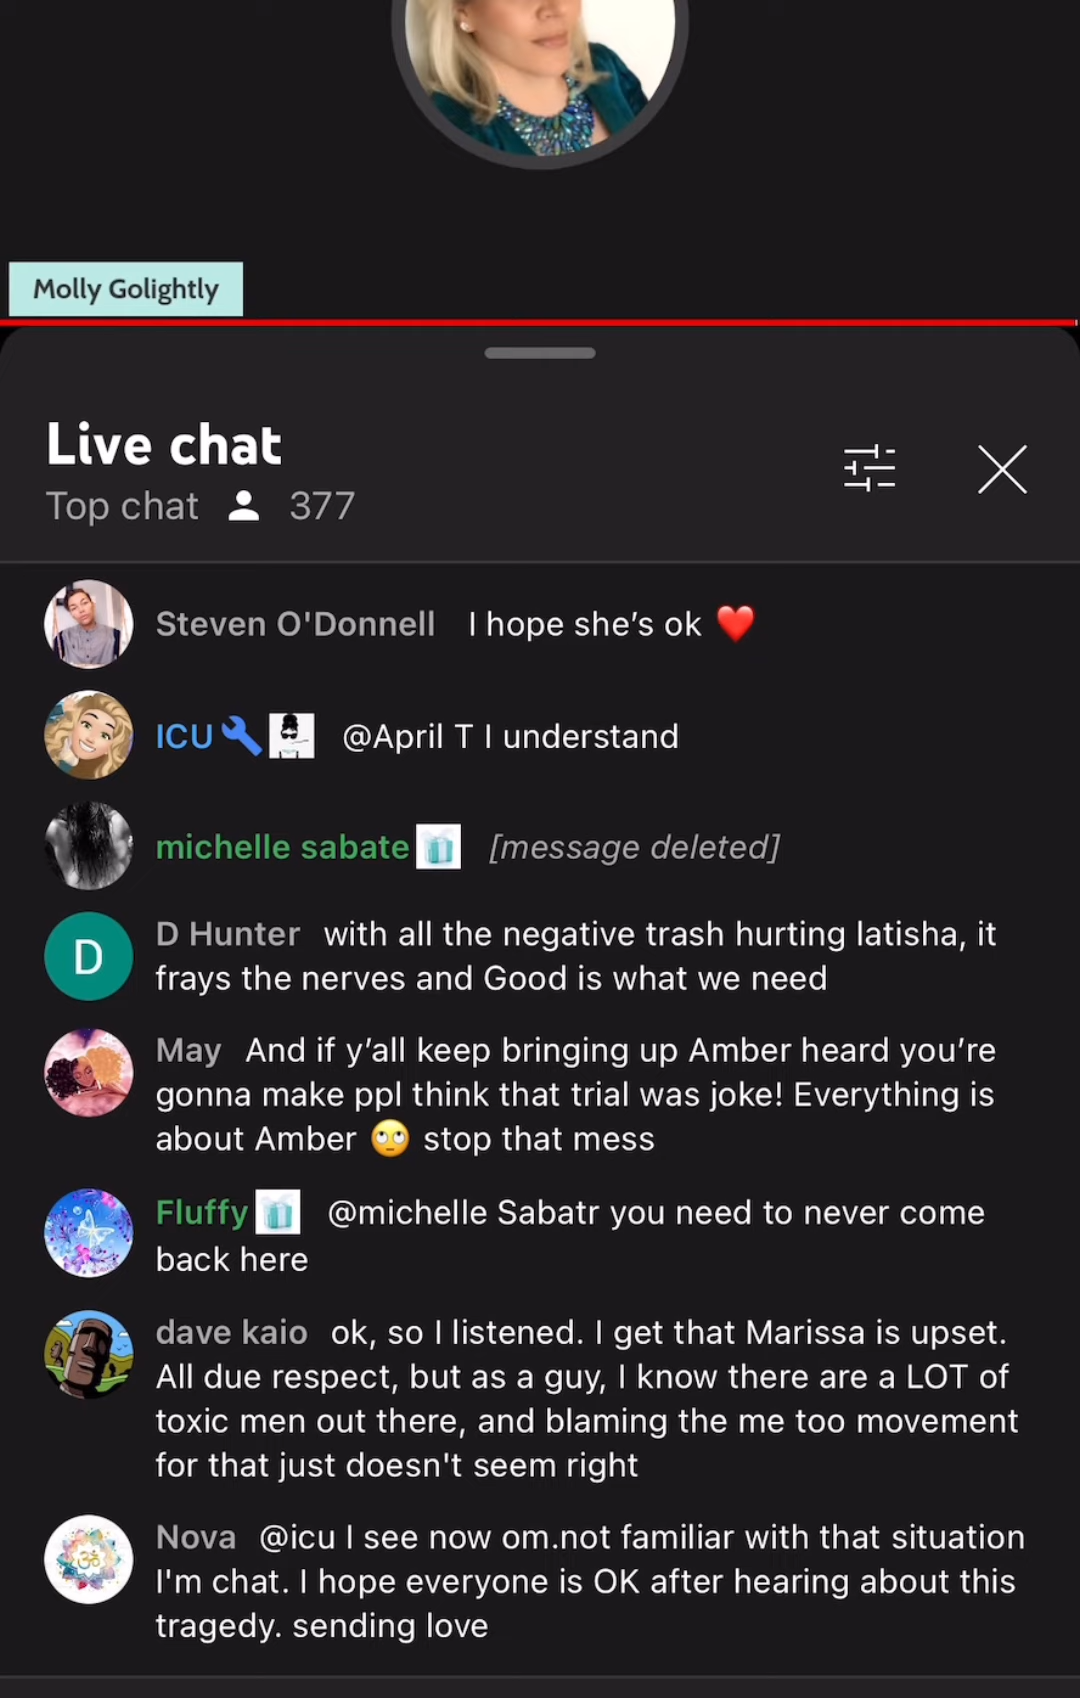 Molly Golightly
Live chat
Top chat 377
Steven O'Donnell I hope she’s ok ❤️
ICU @April T I understand
michelle sabate [message deleted]
D
D Hunter with all the negative trash hurting latisha, it
frays the nerves and Good is what we need
May And if y’all keep bringing up Amber heard you’re
gonna make ppl think that trial was joke! Everything is
about Amber 🙄 stop that mess
Fluffy @michelle Sabatr you need to never come
back here
dave kaio ok, so I listened. I get that Marissa is upset.
All due respect, but as a guy, I know there are a LOT of
toxic men out there, and blaming the me too movement
for that just doesn't seem right
Nova @icu I see now om.not familiar with that situation
I'm chat. I hope everyone is OK after hearing about this
tragedy. sending love